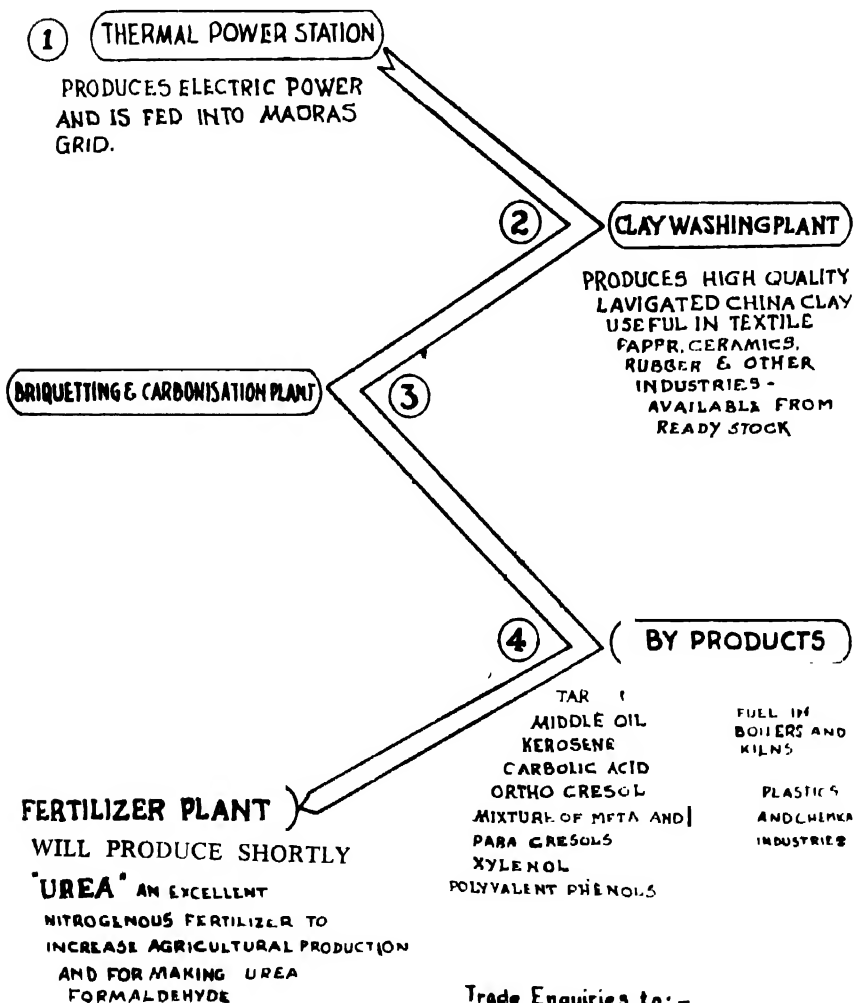 1 THERMAL POWER STATION
PRODUCES ELECTRIC POWER
AND IS FED INTO MADRAS
GRID.
2 CLAY WASHING PLANT
PRODUCES HIGH QUALITY
LAVIGATED CHINA CLAY
USEFUL IN TEXTILE
PAPPR, CERAMICS,
RUBBER & OTHER
INDUSTRIES-
AVAILABLE FROM
READY STOCK
BRIQUETTING & CARBONISATION PLANT
3
4 BY PRODUCTS
TAR
MIDDLE OIL
KEROSENE
CARBOLIC ACID
ORTHO CRESOL
MIXTURE OF META AND
PARA CRESOLS
XYLENOL
POLYVALENT PHENOLS
FUEL IN
BOILERS AND
KILNS
PLASTICS
AND CHEMICA
INDUSTRIES
FERTILIZER PLANT
WILL PRODUCE SHORTLY
"UREA" AN EXCELLENT
NITROGENOUS FERTILIZER TO
INCREASE AGRICULTURAL PRODUCTION
AND FOR MAKING UREA
FORMALDEHYDE
Trade Enquiries to:-